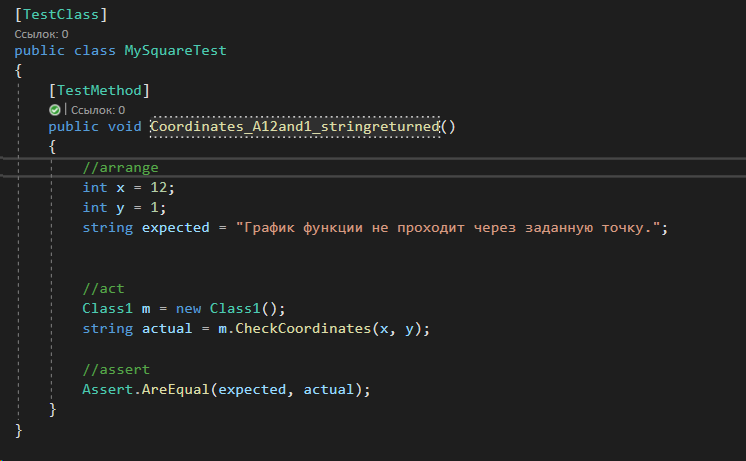 [TestClass]
Ссылок: 0
public class MySquareTest
{
[TestMethod]
| Ссылок: 0
public void Coordinates_A12and1_stringreturned()
{
//arrange
int x = 12;
int y = 1;
string expected = "График функции не проходит через заданную точку.";
//act
Class1 m = new Class1();
string actual = m.CheckCoordinates(x, y);
//assert
Assert.AreEqual(expected, actual);
}
}